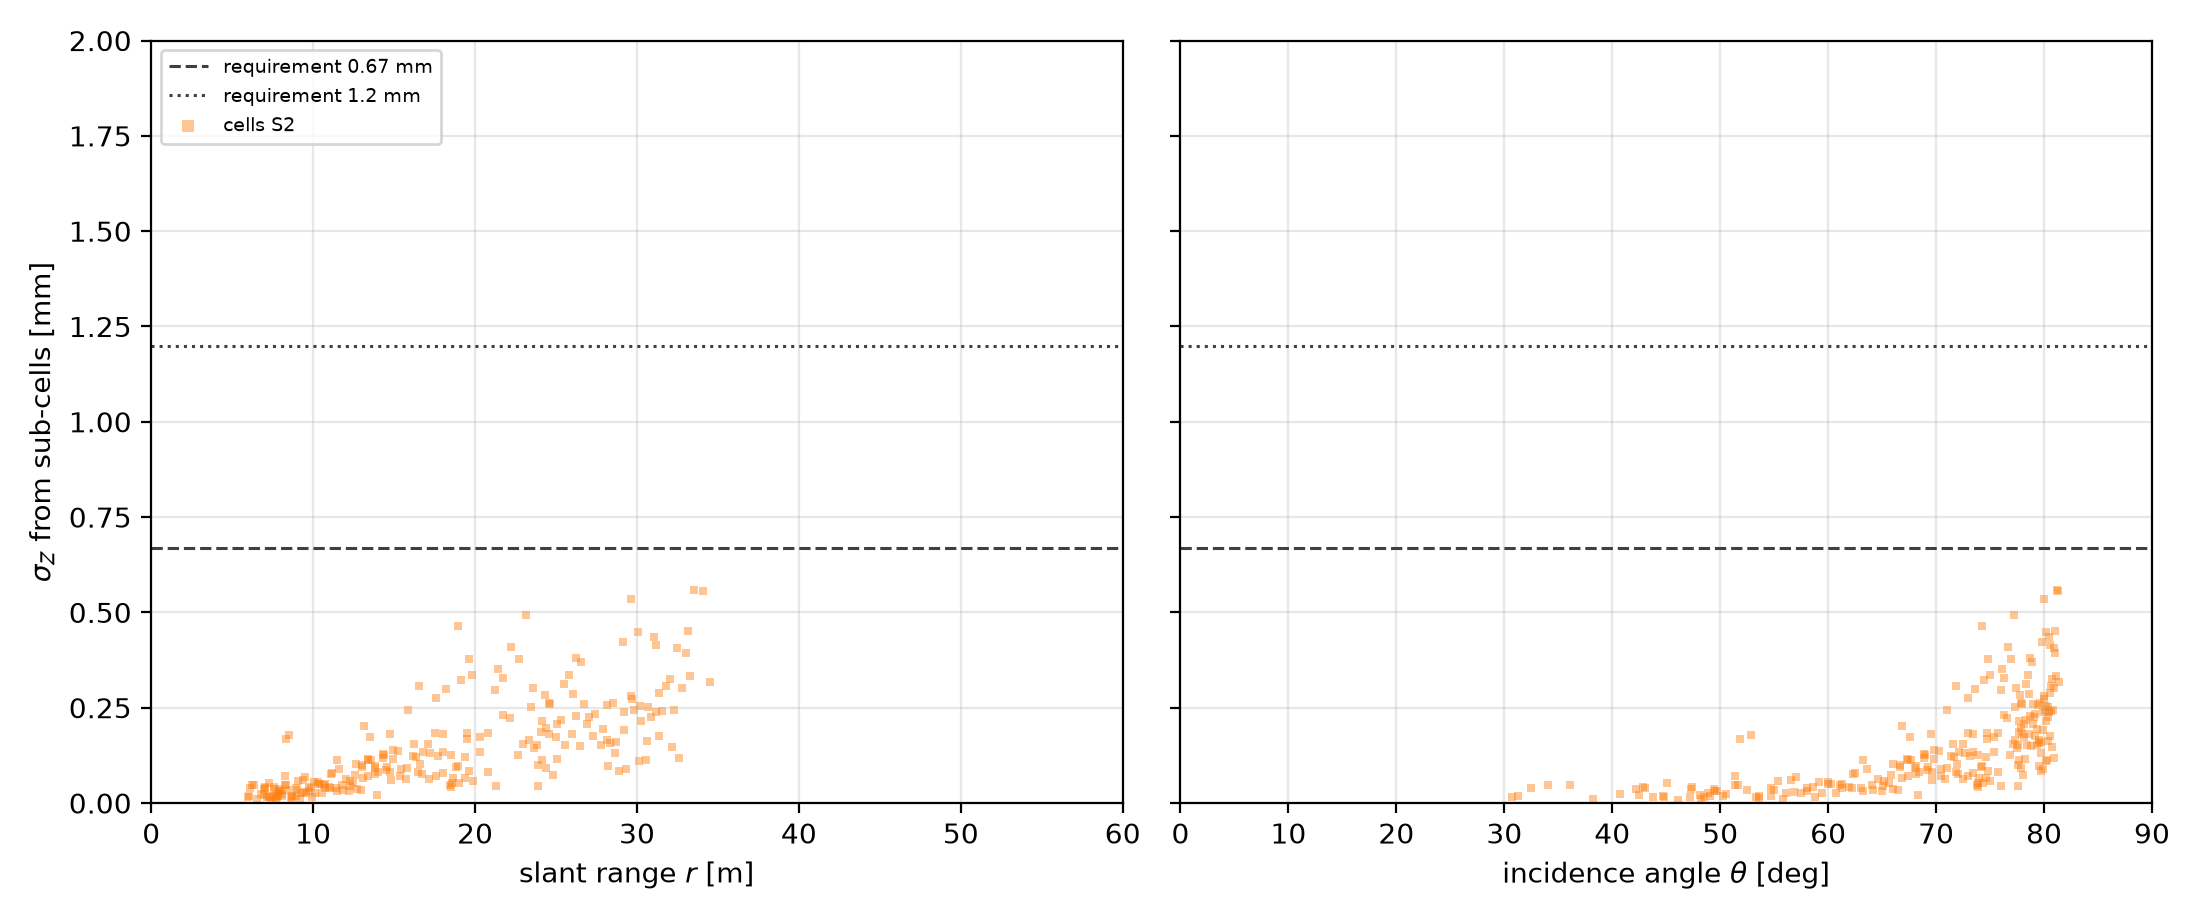 2.00
1.75
1.50
1.25
1.00
0.75
0.50
0.25
0.00
σZ from sub-cells [mm]
requirement 0.67 mm
requirement 1.2 mm
cells S2
0 10 20 30 40 50 60
slant range r [m]
0 10 20 30 40 50 60 70 80 90
incidence angle θ [deg]